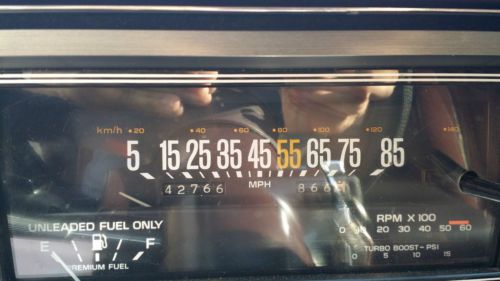 km/h 20 40 60 80 100 120 140
5 15 25 35 45 55 65 75 85
42766 MPH 866
UNLEADED FUEL ONLY
RPM X 100
0 10 20 30 40 50 60
E F
TURBO BOOST - PSI
PREMIUM FUEL
0 5 10 15